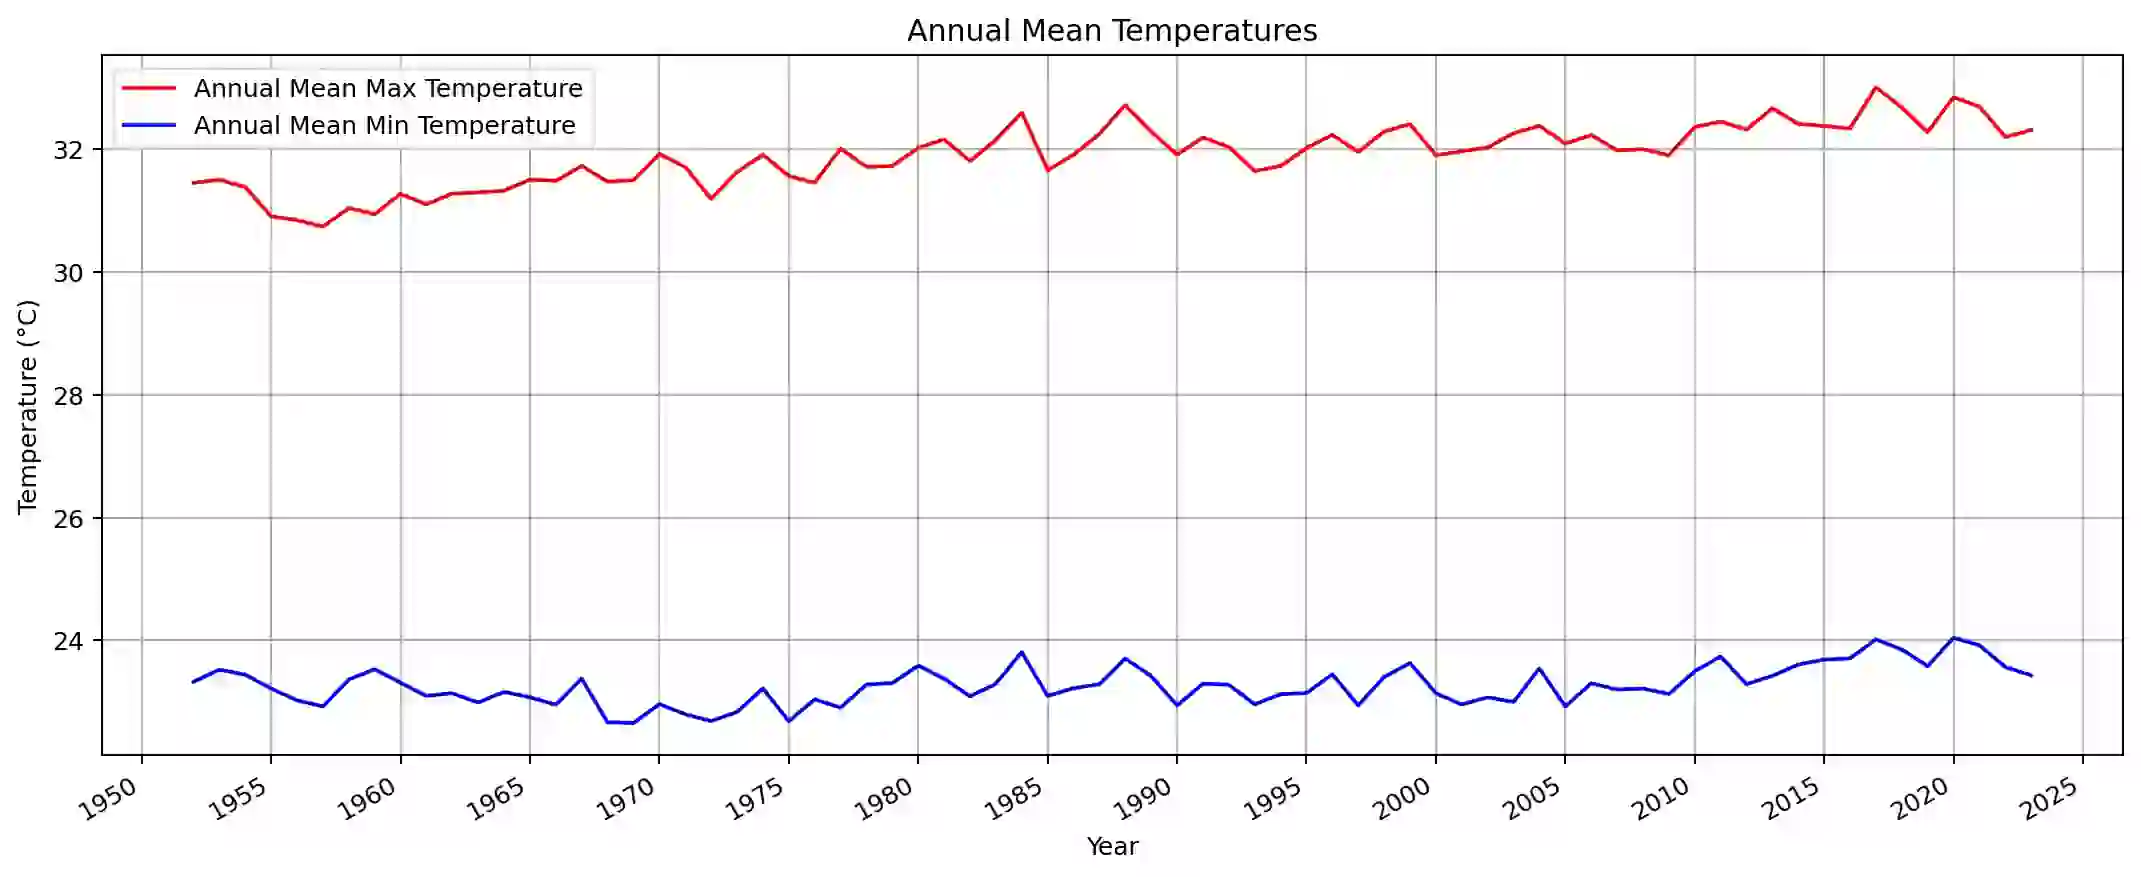 Annual Mean Temperatures
Annual Mean Max Temperature
Annual Mean Min Temperature
32
30
28
26
24
Temperature (°C)
1950 1955 1960 1965 1970 1975 1980 1985 1990 1995 2000 2005 2010 2015 2020 2025
Year